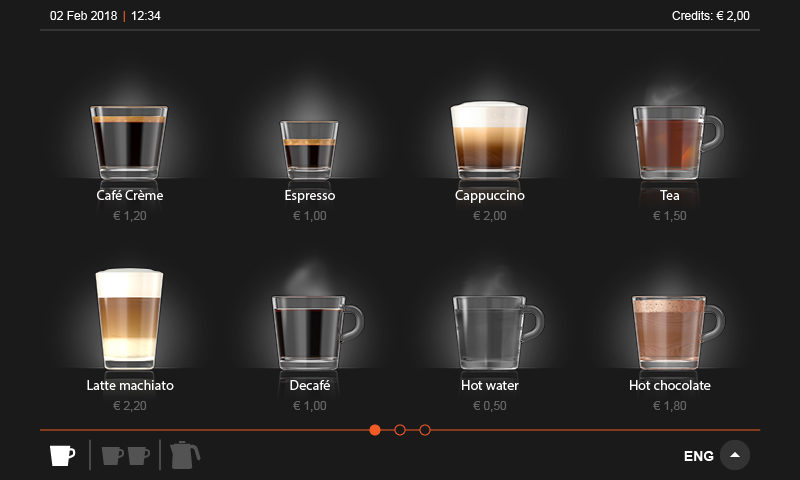 02 Feb 2018 | 12:34
Credits: € 2,00
Café Crème
€ 1,20
Espresso
€ 1,00
Cappuccino
€ 2,00
Tea
€ 1,50
Latte machiato
€ 2,20
Decafé
€ 1,00
Hot water
€ 0,50
Hot chocolate
€ 1,80
ENG